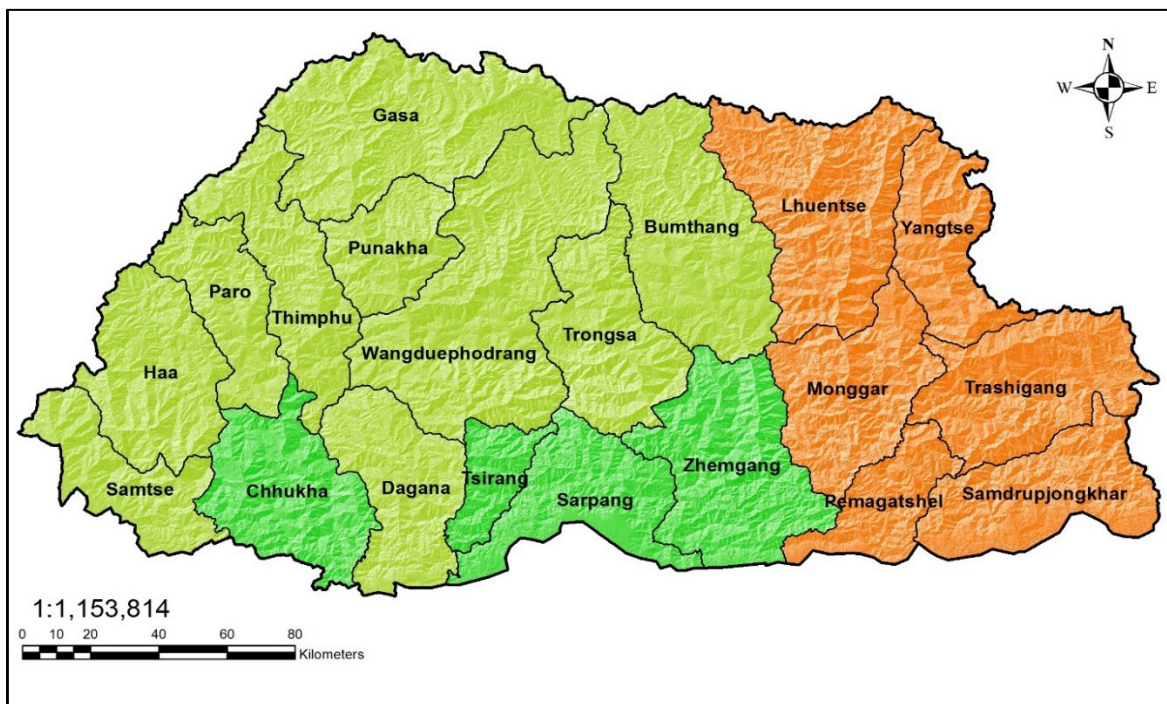 N
W E
S
Gasa
Lhuentse
Bumthang
Yangtse
Punakha
Paro
Thimphu
Trongsa
Wangduephodrang
Haa
Monggar
Trashigang
Zhemgang
Tsirang
Samtse
Chhukha
Dagana
Sarpang
Pemagatshel
Samdrupjongkhar
1:1,153,814
0 10 20 40 60 80
Kilometers